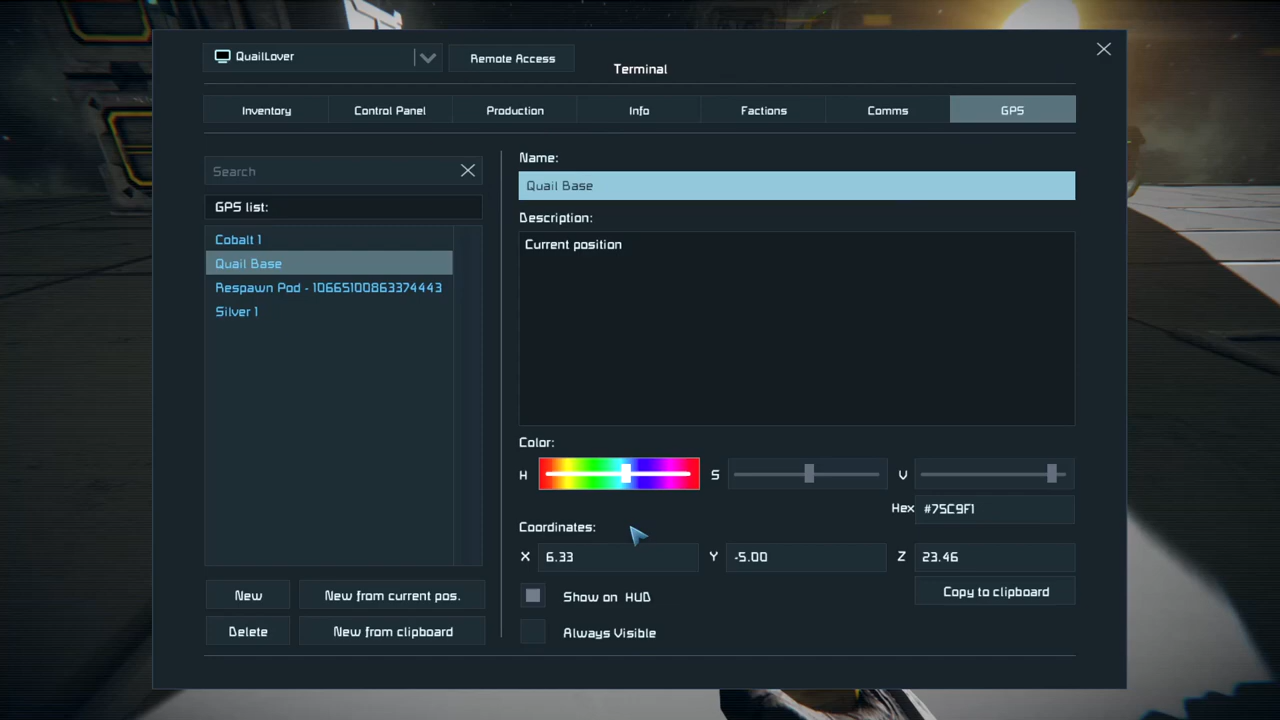 QuailLover
Remote Access
Terminal
Inventory
Control Panel
Production
Info
Factions
Comms
GPS
Search
GPS list:
Cobalt 1
Quail Base
Respawn Pod - 10665100863374443
Silver 1
New
New from current pos.
Delete
New from clipboard
Name:
Quail Base
Description:
Current position
Color:
H
S
V
Hex #75C9F1
Coordinates:
X 6.33
Y -5.00
Z 23.46
Show on HUD
Copy to clipboard
Always Visible